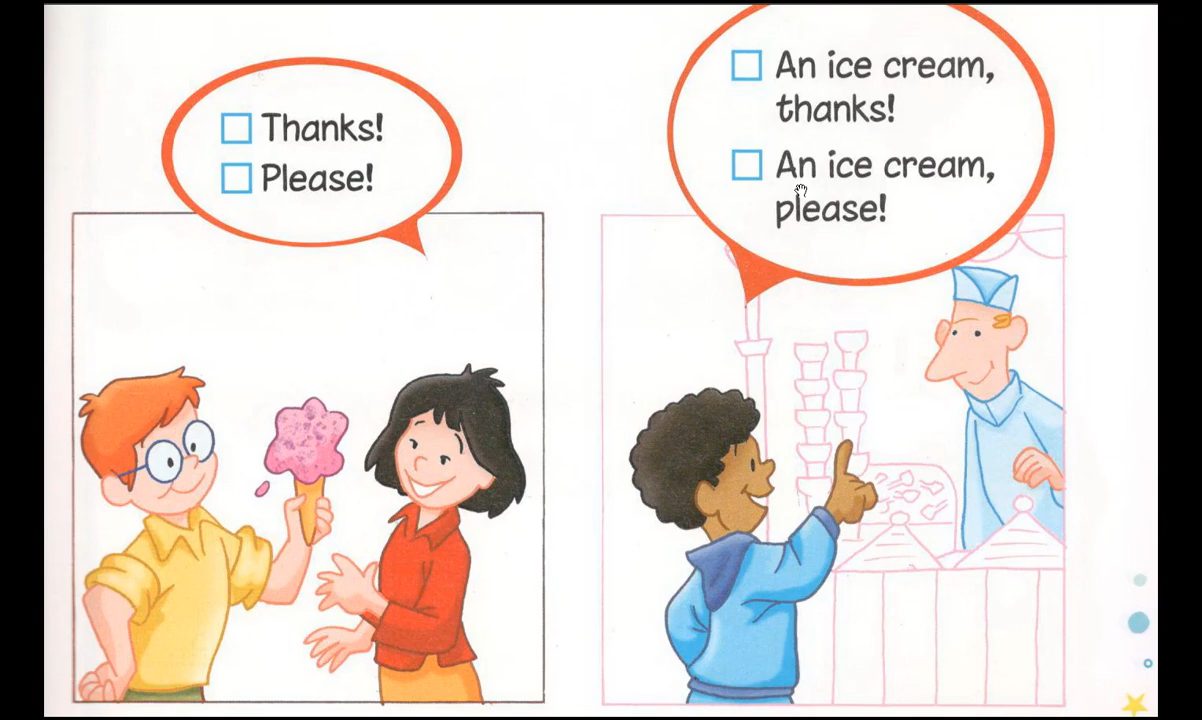 Thanks!
Please!
An ice cream,
thanks!
An ice cream,
please!